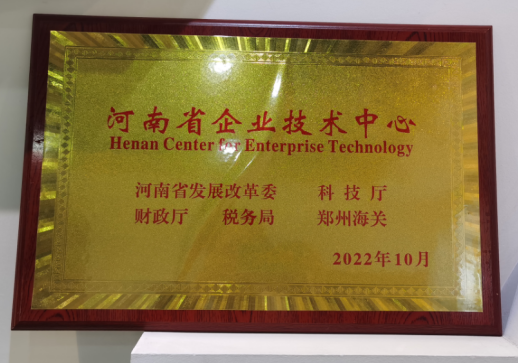 河南省企业技术中心
Henan Center for Enterprise Technology
河南省发展改革委 科技厅
财政厅 税务局 郑州海关
2022年10月